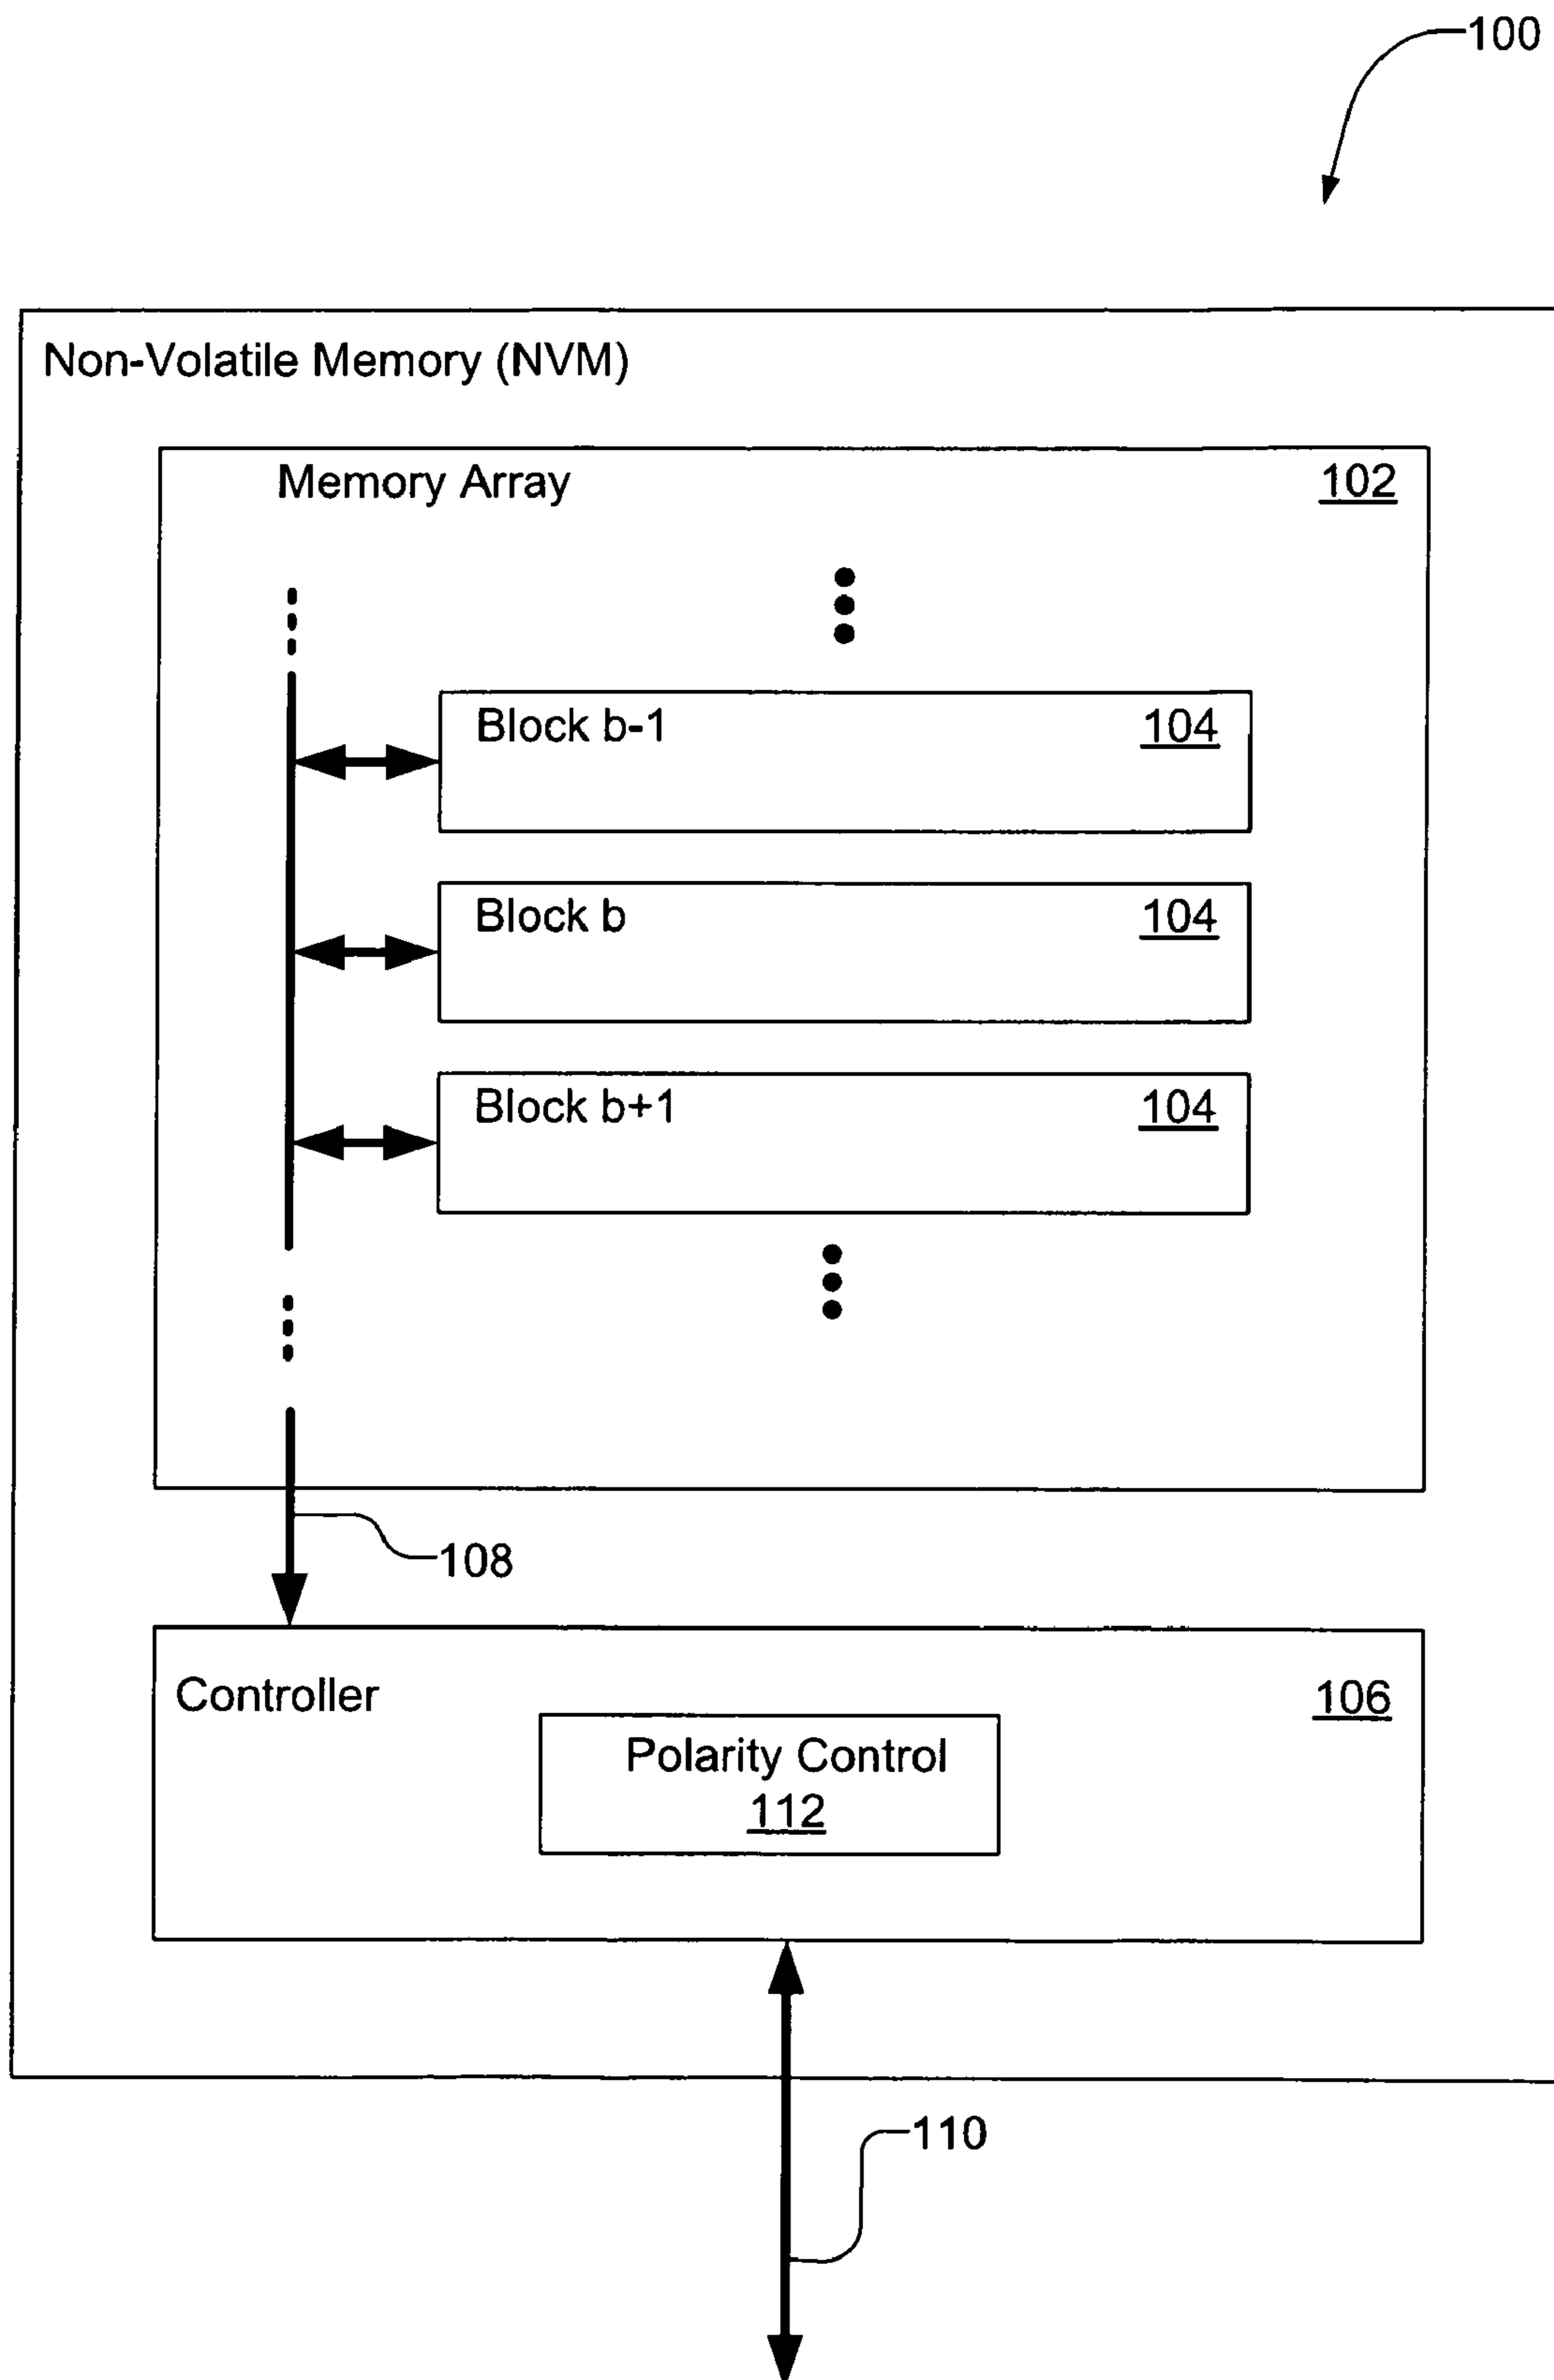 100
Non-Volatile Memory (NVM)
Memory Array 102
Block b-1 104
Block b 104
Block b+1 104
108
Controller 106
Polarity Control
112
110